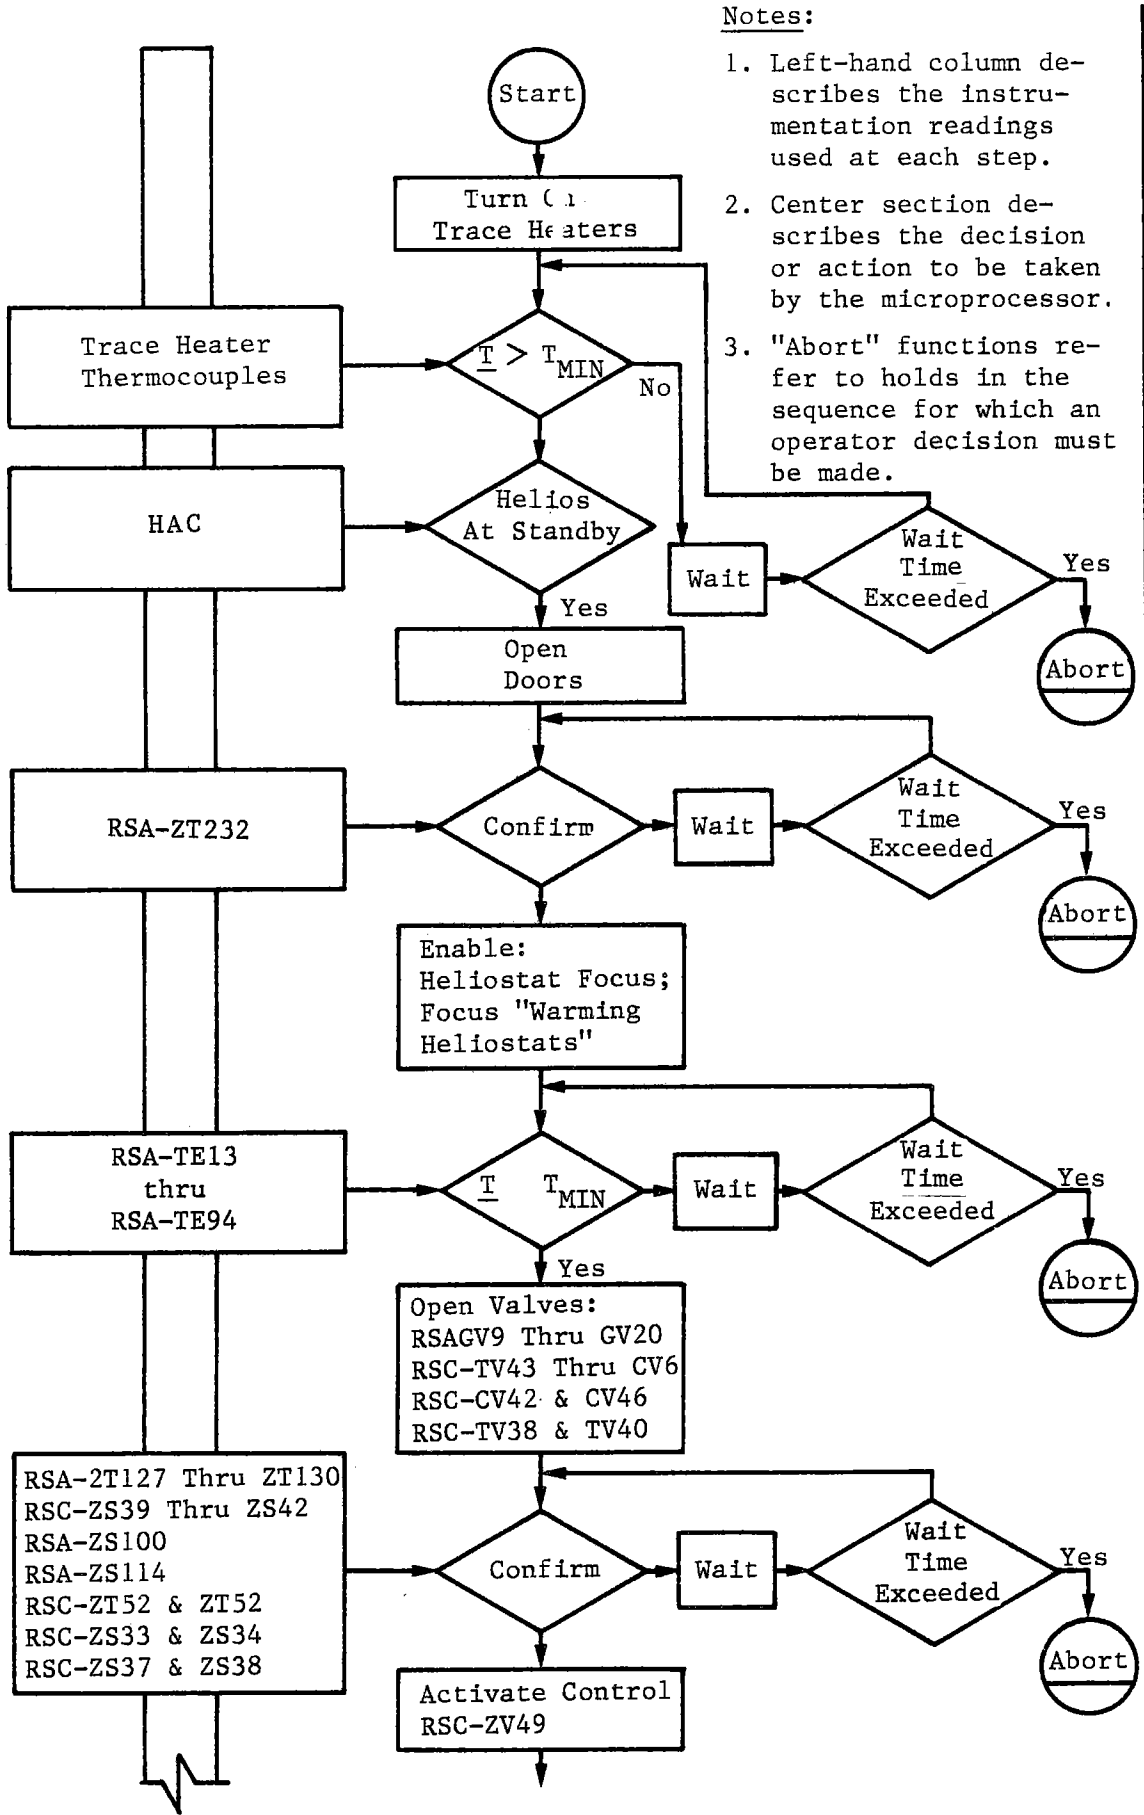 Notes:
1. Left-hand column de-
scribes the instru-
mentation readings
used at each step.
2. Center section de-
scribes the decision
or action to be taken
by the microprocessor.
3. "Abort" functions re-
fer to holds in the
sequence for which an
operator decision must
be made.
Start
Turn
Trace Heaters
Trace Heater
Thermocouples
T > TMIN
No
HAC
Helios
At Standby
Yes
Wait
Wait
Time
Exceeded
Yes
Abort
Open
Doors
RSA-ZT232
Confirm
Wait
Wait
Time
Exceeded
Yes
Abort
Enable:
Heliostat Focus;
Focus "Warming
Heliostats"
RSA-TE13
thru
RSA-TE94
T TMIN
Yes
Wait
Wait
Time
Exceeded
Yes
Abort
Open Valves:
RSAGV9 Thru GV20
RSC-TV43 Thru CV6
RSC-CV42 & CV46
RSC-TV38 & TV40
RSA-2T127 Thru ZT130
RSC-ZS39 Thru ZS42
RSA-ZS100
RSA-ZS114
RSC-ZT52 & ZT52
RSC-ZS33 & ZS34
RSC-ZS37 & ZS38
Confirm
Wait
Wait
Time
Exceeded
Yes
Abort
Activate Control
RSC-ZV49